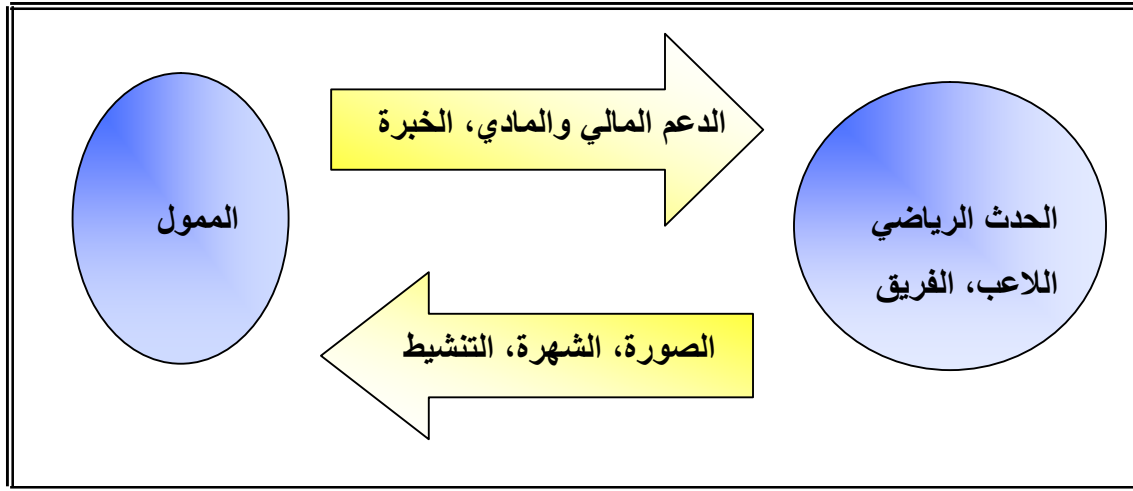 الدعم المالي والمادي، الخبرة
الممول
الحدث الرياضي
اللاعب، الفريق
الصورة، الشهرة، التنشيط